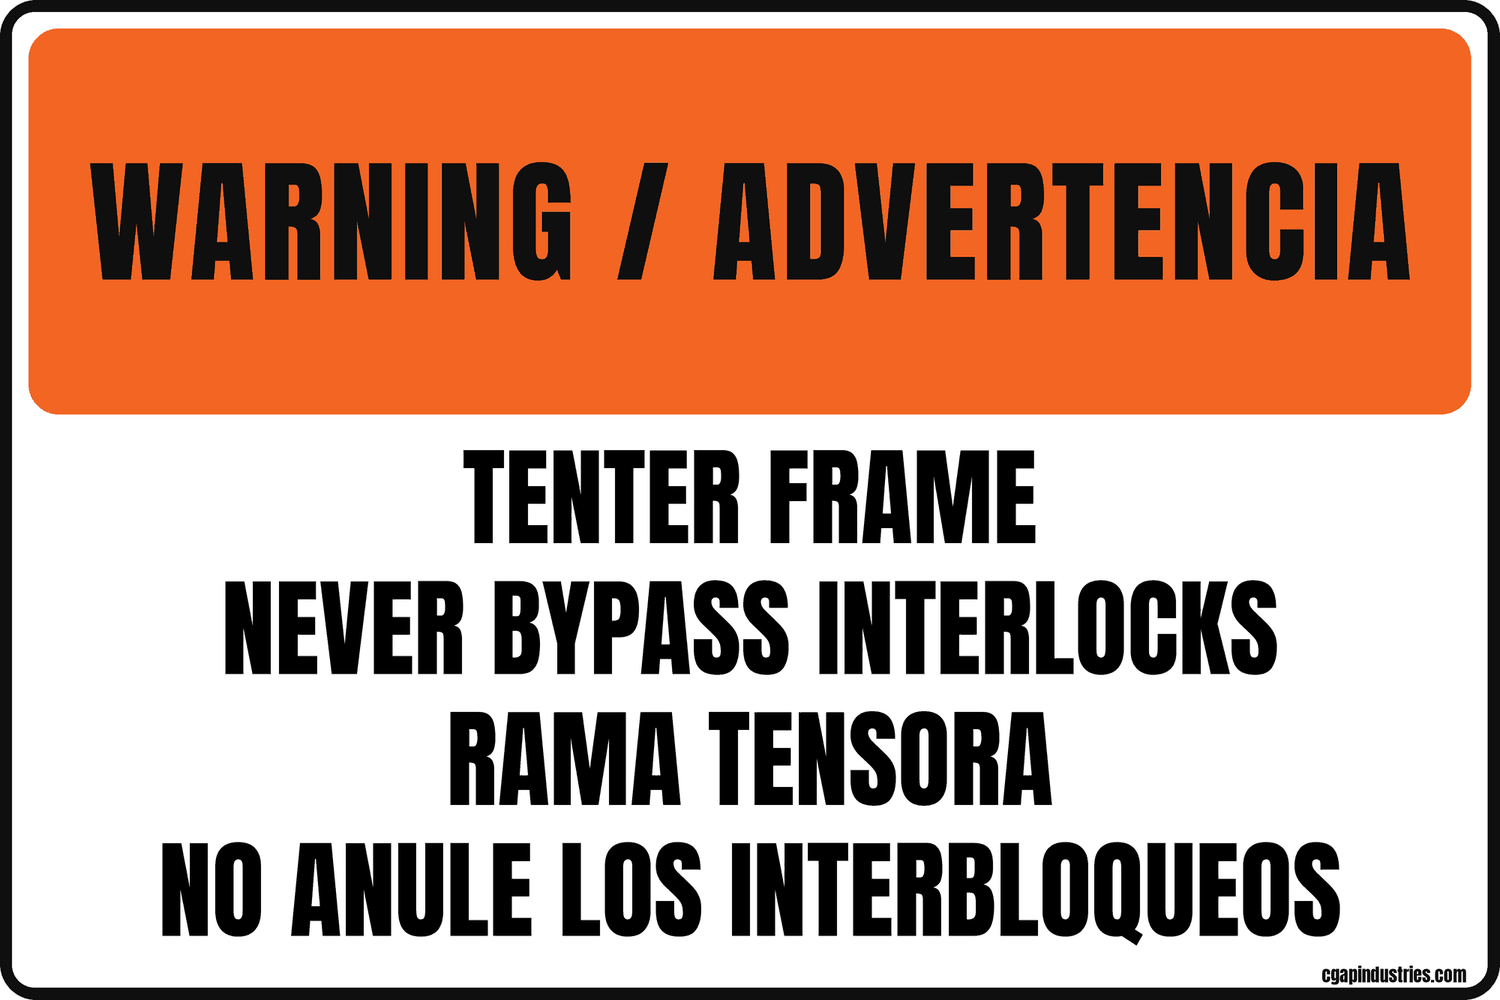 WARNING / ADVERTENCIA
TENTER FRAME
NEVER BYPASS INTERLOCKS
RAMA TENSORA
NO ANULE LOS INTERBLOQUEOS
cgapindustries.com